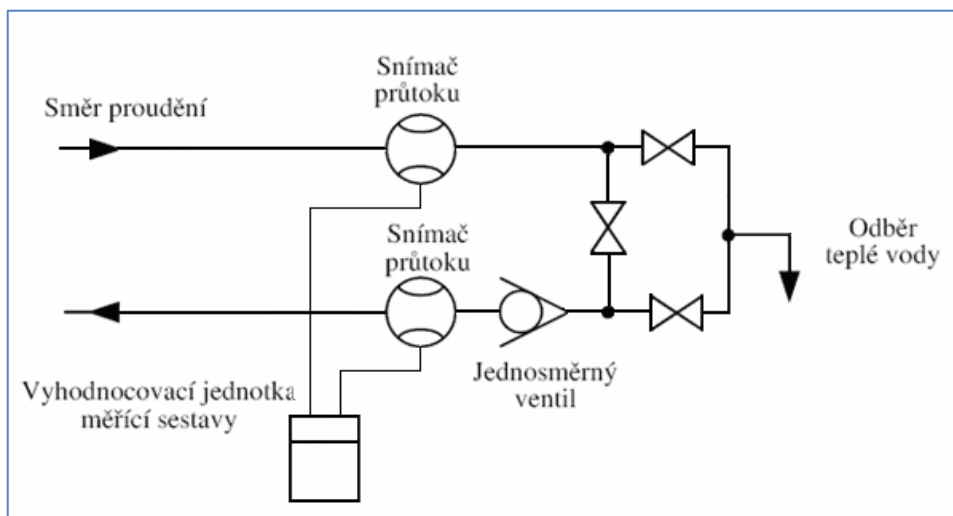 Snímač
průtoku
Směr proudění
Snímač
průtoku
Odběr
teplé vody
Jednosměrný
ventil
Vyhodnocovací jednotka
měřící sestavy